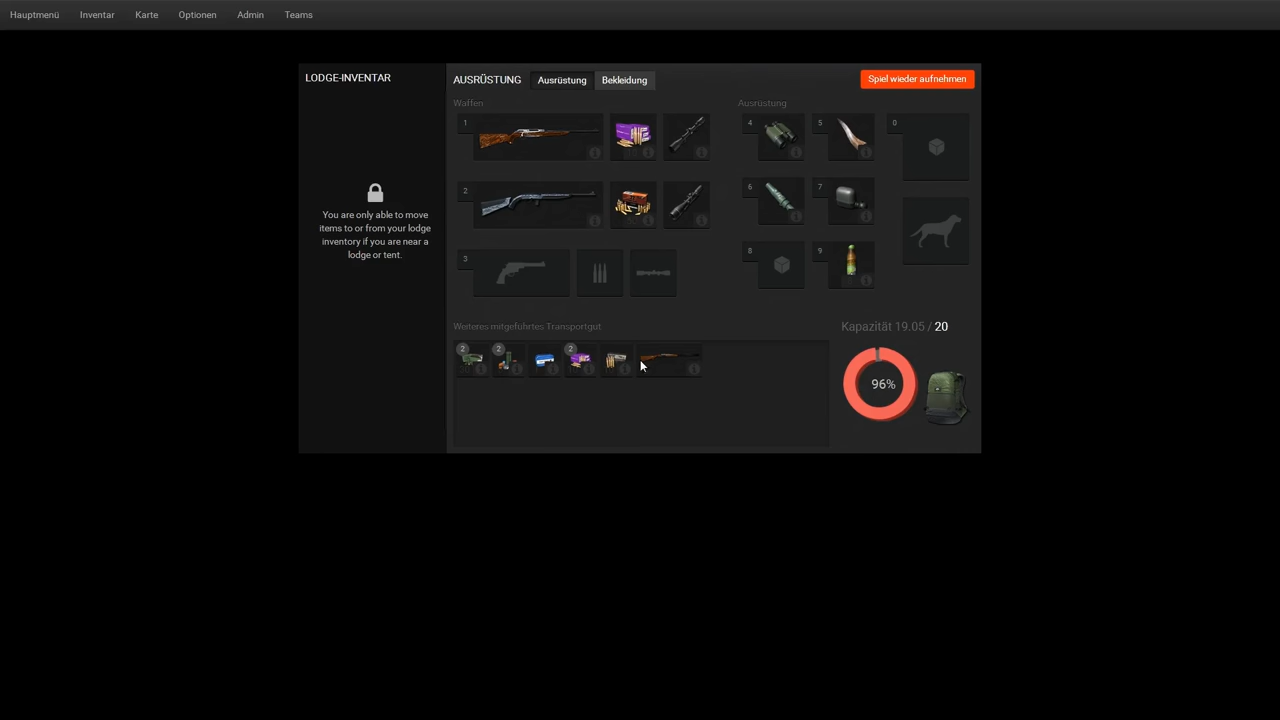 Hauptmenü
Inventar
Karte
Optionen
Admin
Teams
LODGE-INVENTAR
AUSRÜSTUNG
Ausrüstung
Bekleidung
Spiel wieder aufnehmen
Waffen
Ausrüstung
1
4
5
0
You are only able to move
items to or from your lodge
inventory if you are near a
lodge or tent.
2
6
7
3
8
9
Weiteres mitgeführtes Transportgut
Kapazität 19.05 / 20
2
2
2
96%